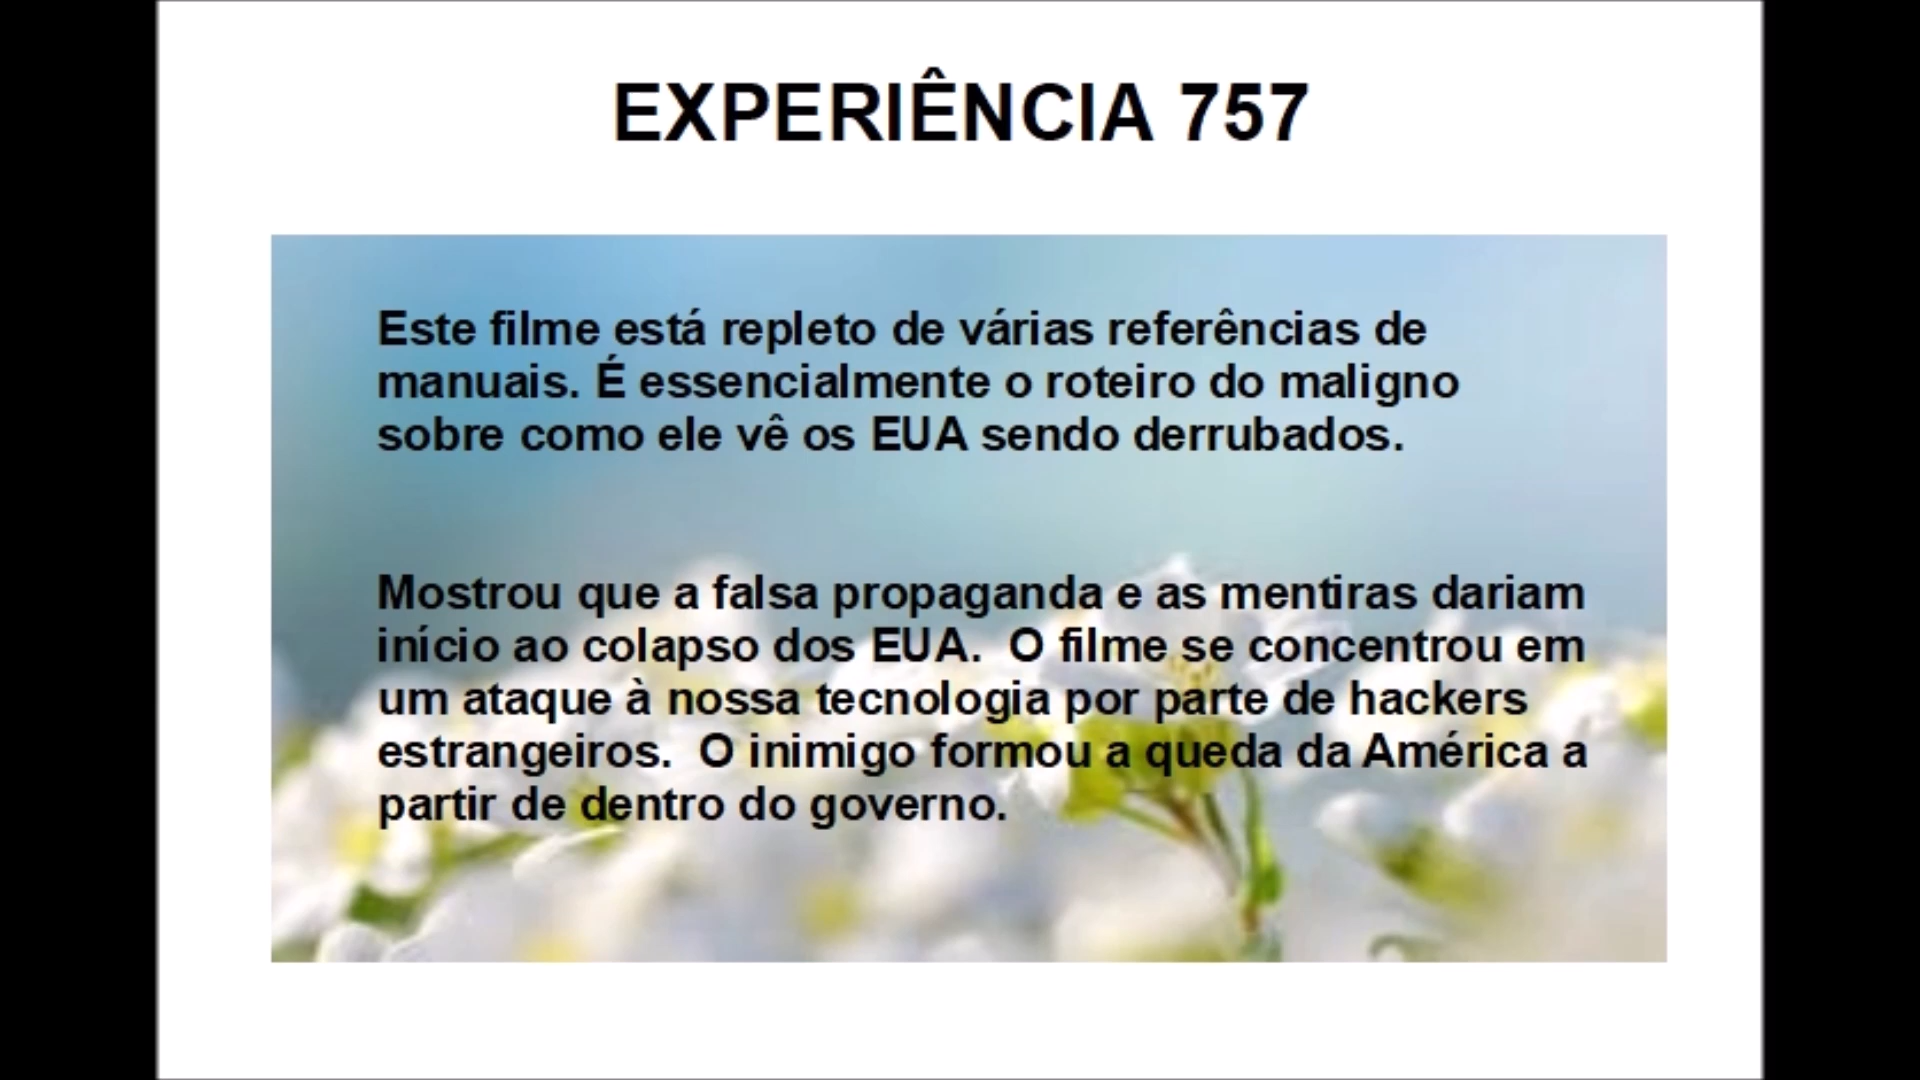 EXPERIÊNCIA 757
Este filme está repleto de várias referências de
manuais. É essencialmente o roteiro do maligno
sobre como ele vê os EUA sendo derrubados.
Mostrou que a falsa propaganda e as mentiras dariam
início ao colapso dos EUA.  O filme se concentrou em
um ataque à nossa tecnologia por parte de hackers
estrangeiros.  O inimigo formou a queda da América a
partir de dentro do governo.